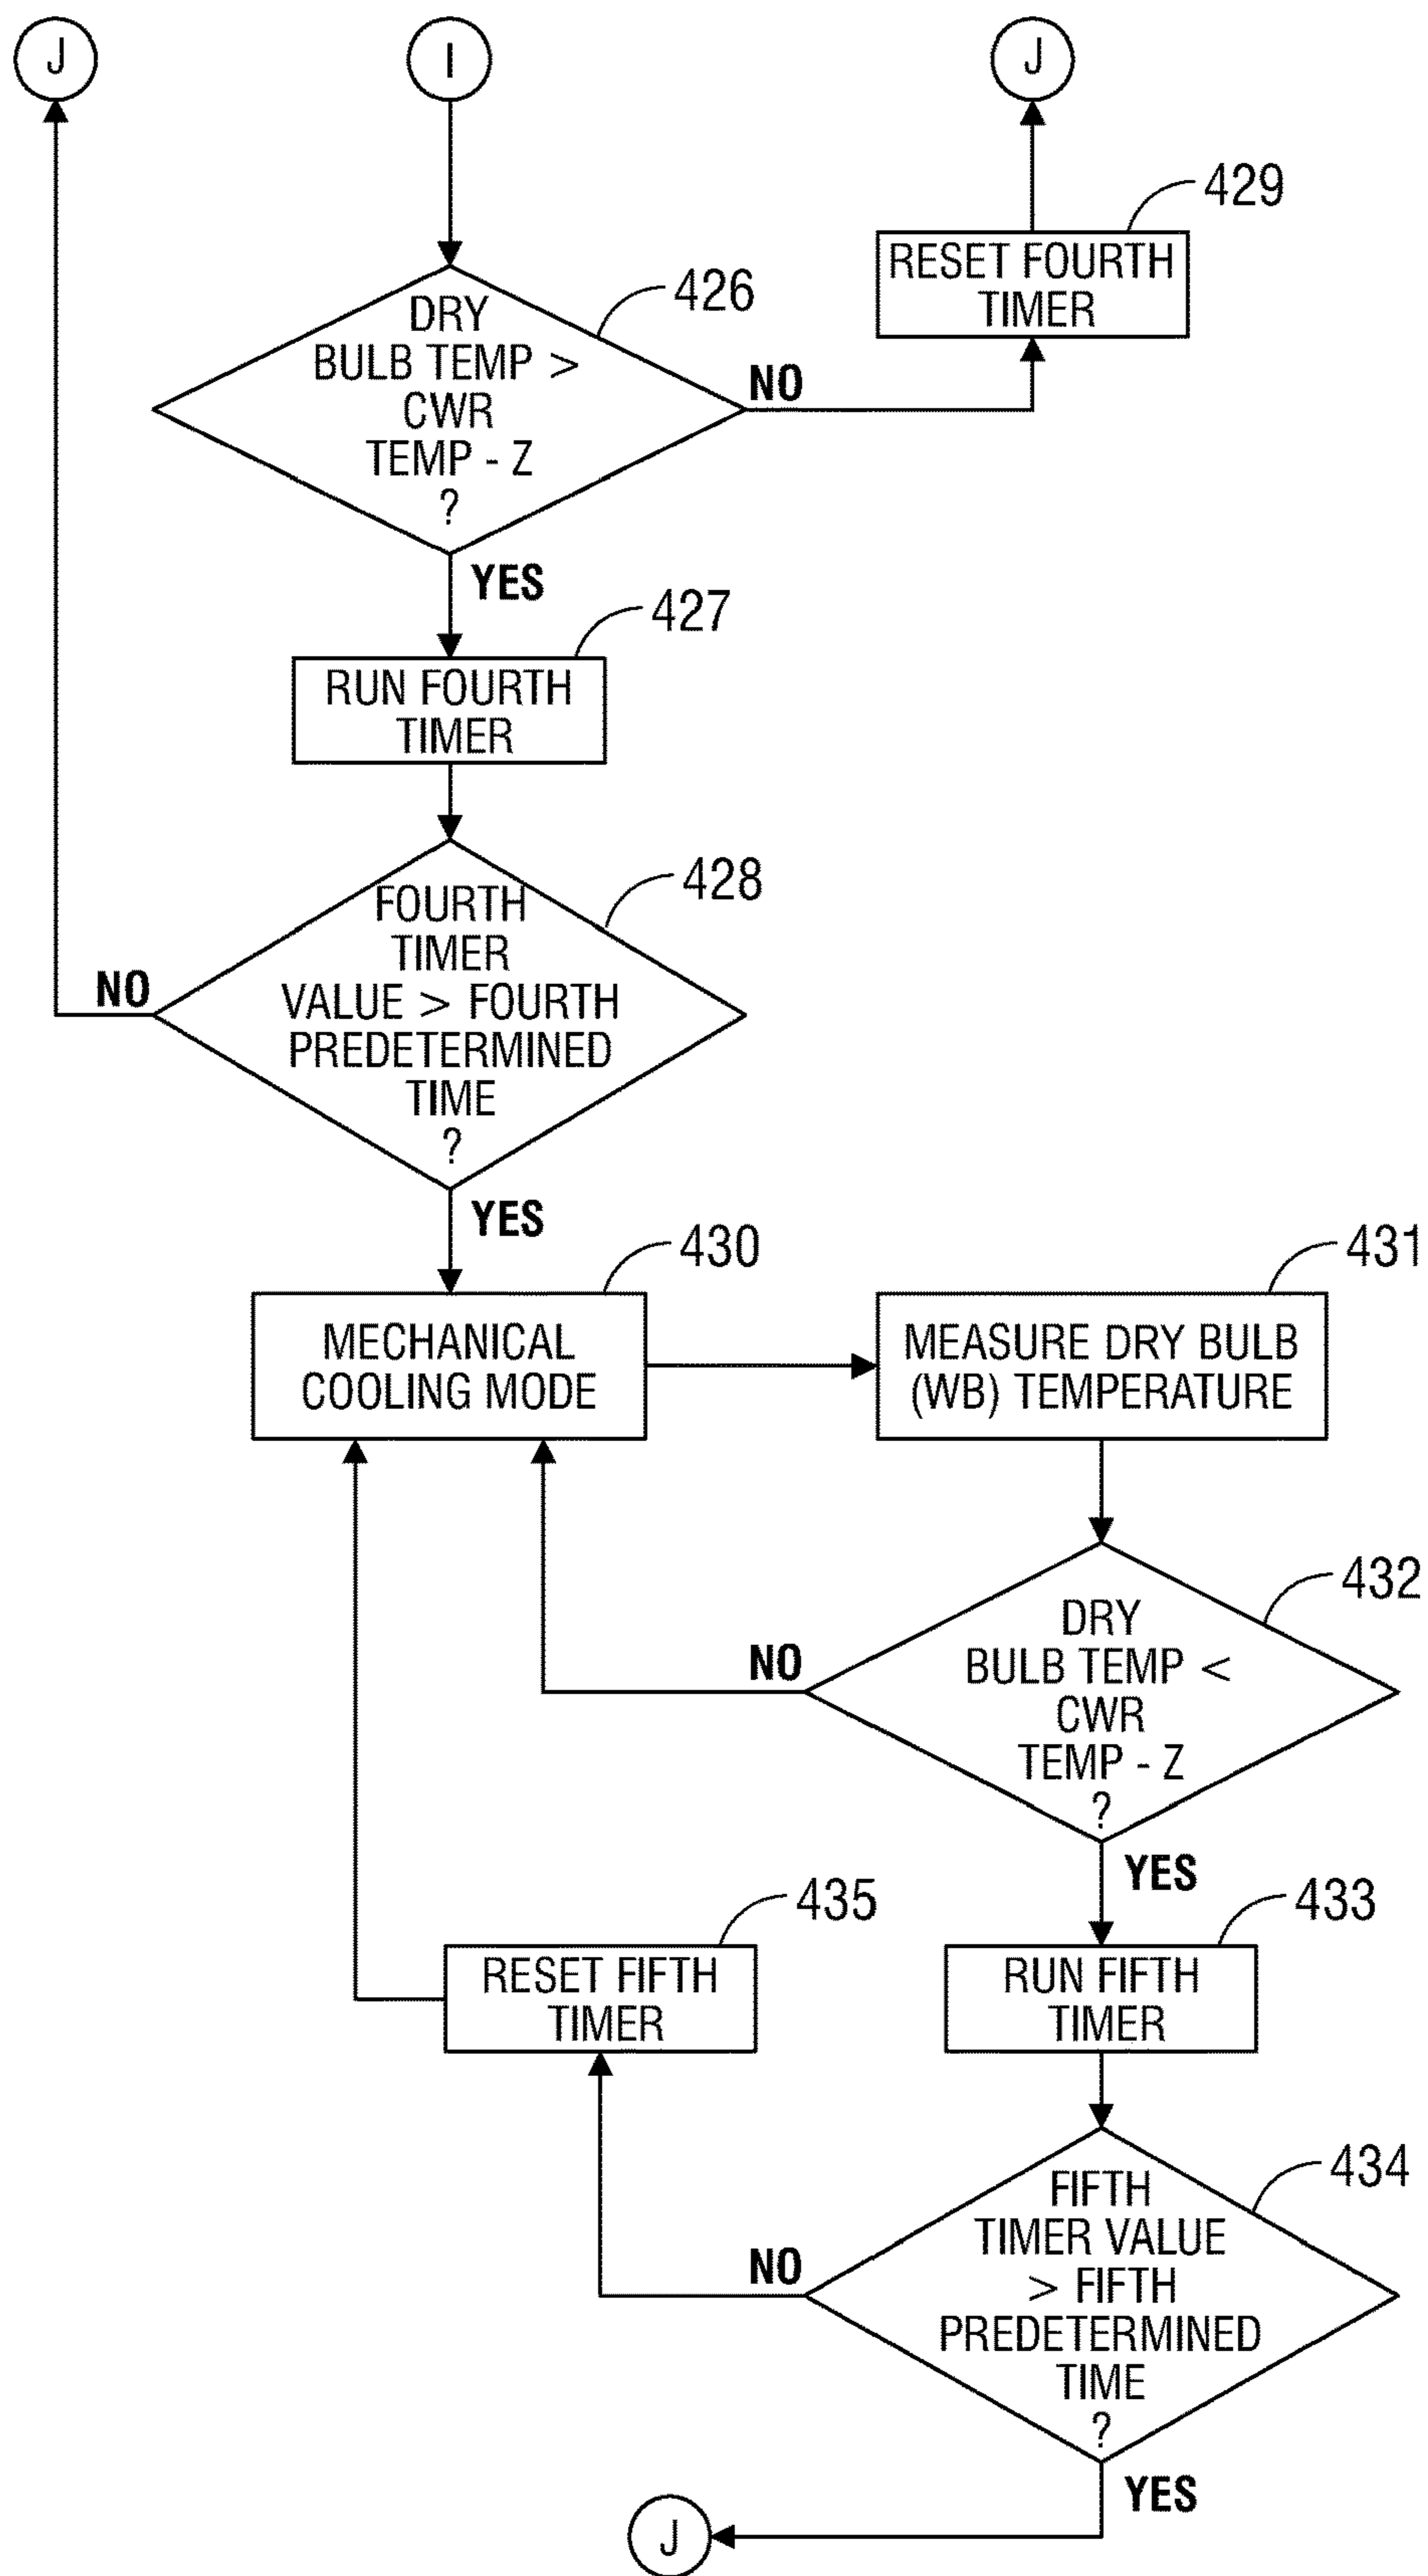 J
I
J
429
RESET FOURTH
TIMER
426
DRY
BULB TEMP >
CWR
TEMP - Z
?
NO
YES
427
RUN FOURTH
TIMER
428
FOURTH
TIMER
VALUE > FOURTH
PREDETERMINED
TIME
?
NO
YES
430
MECHANICAL
COOLING MODE
431
MEASURE DRY BULB
(WB) TEMPERATURE
432
DRY
BULB TEMP <
CWR
TEMP - Z
?
NO
YES
435
RESET FIFTH
TIMER
433
RUN FIFTH
TIMER
434
FIFTH
TIMER VALUE
> FIFTH
PREDETERMINED
TIME
?
NO
YES
J